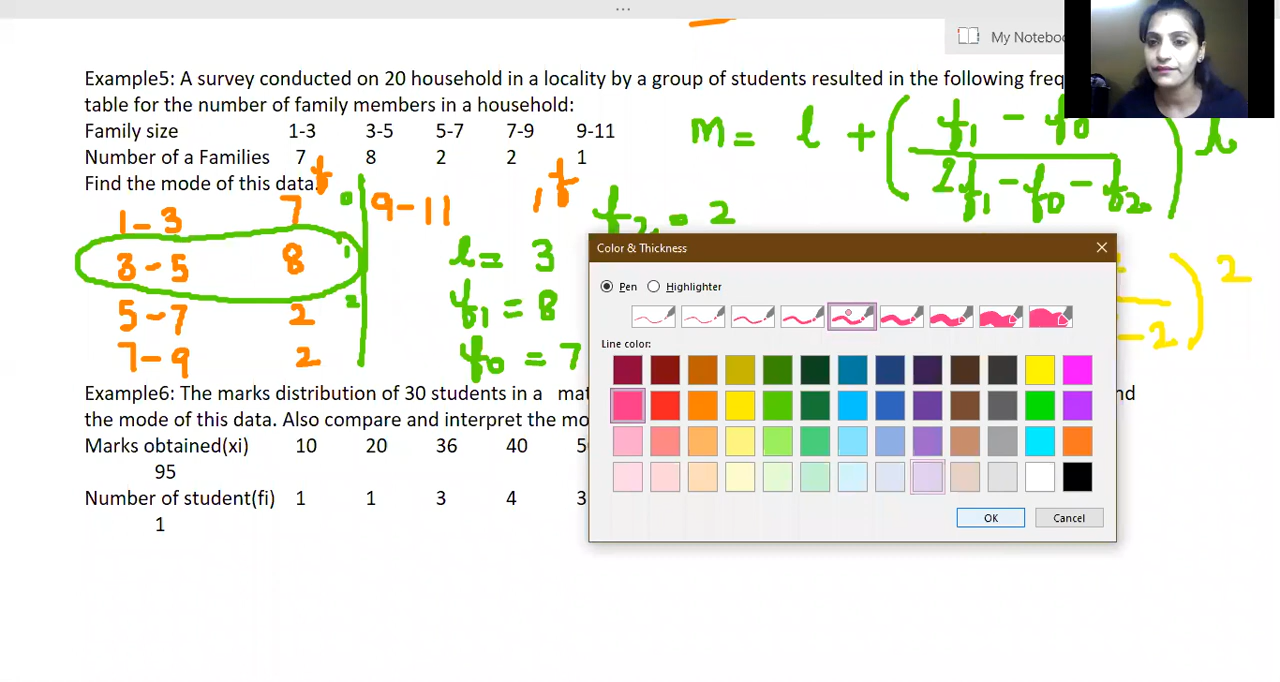 ...
My Notebo
Example5: A survey conducted on 20 household in a locality by a group of students resulted in the following freq
table for the number of family members in a household:
Family size 1-3 3-5 5-7 7-9 9-11
Number of a Families 7 8 2 2 1
Find the mode of this data.
m = l + ( f1 - f0 / 2f1 - f0 - f2 ) h
f
1 - 3 7 0
3 - 5 8 1
5 - 7 2 2
7 - 9 2
f
9 - 11 1
f2 = 2
l = 3
f1 = 8
f0 = 7
- 2 ) 2
Color & Thickness
Pen Highlighter
Line color:
OK Cancel
Example6: The marks distribution of 30 students in a mat
nd
the mode of this data. Also compare and interpret the mo
Marks obtained(xi) 10 20 36 40 5
95
Number of student(fi) 1 1 3 4 3
1